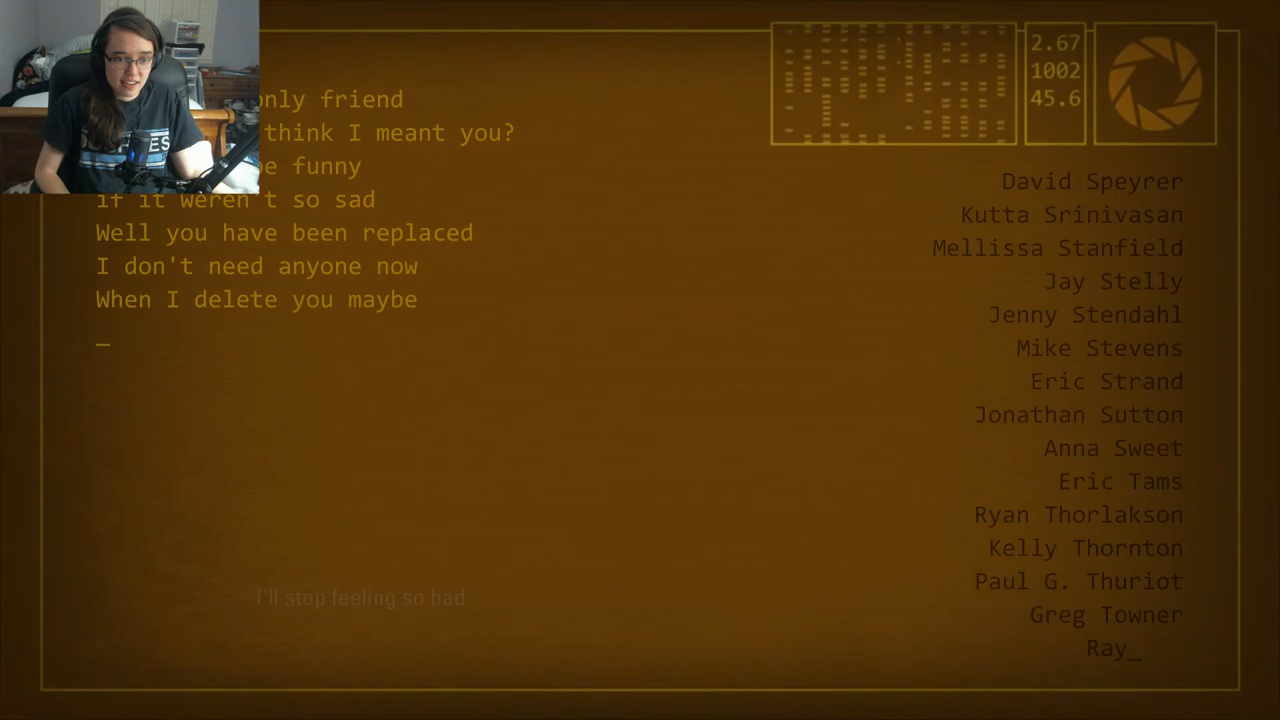 only friend
think I meant you?
be funny
if it weren't so sad
Well you have been replaced
I don't need anyone now
When I delete you maybe
_
I'll stop feeling so bad
2.67
1002
45.6
David Speyrer
Kutta Srinivasan
Mellissa Stanfield
Jay Stelly
Jenny Stendahl
Mike Stevens
Eric Strand
Jonathan Sutton
Anna Sweet
Eric Tams
Ryan Thorlakson
Kelly Thornton
Paul G. Thuriot
Greg Towner
Ray_